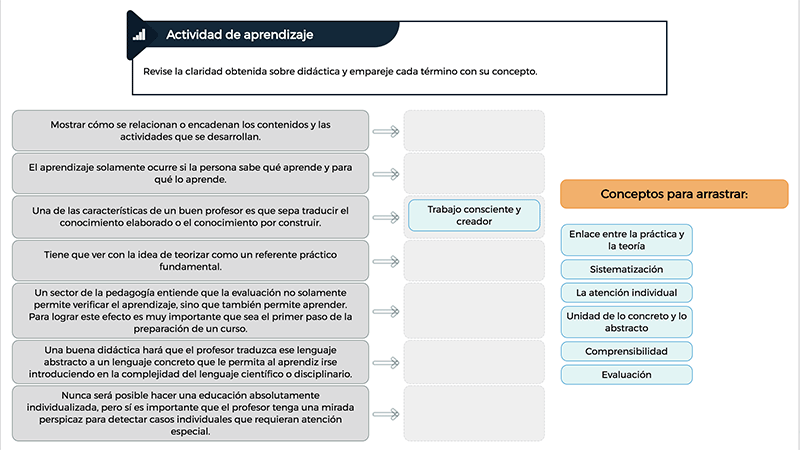 Actividad de aprendizaje
Revise la claridad obtenida sobre didáctica y empareje cada término con su concepto.
Mostrar cómo se relacionan o encadenan los contenidos y las
actividades que se desarrollan.
El aprendizaje solamente ocurre si la persona sabe qué aprende y para
qué lo aprende.
Una de las características de un buen profesor es que sepa traducir el
conocimiento elaborado o el conocimiento por construir.
Trabajo consciente y
creador
Tiene que ver con la idea de teorizar como un referente práctico
fundamental.
Un sector de la pedagogía entiende que la evaluación no solamente
permite verificar el aprendizaje, sino que también permite aprender.
Para lograr este efecto es muy importante que sea el primer paso de la
preparación de un curso.
Una buena didáctica hará que el profesor traduzca ese lenguaje
abstracto a un lenguaje concreto que le permita al aprendiz irse
introduciendo en la complejidad del lenguaje científico o disciplinario.
Nunca será posible hacer una educación absolutamente
individualizada, pero sí es importante que el profesor tenga una mirada
perspicaz para detectar casos individuales que requieran atención
especial.
Conceptos para arrastrar:
Enlace entre la práctica y
la teoría
Sistematización
La atención individual
Unidad de lo concreto y lo
abstracto
Comprensibilidad
Evaluación